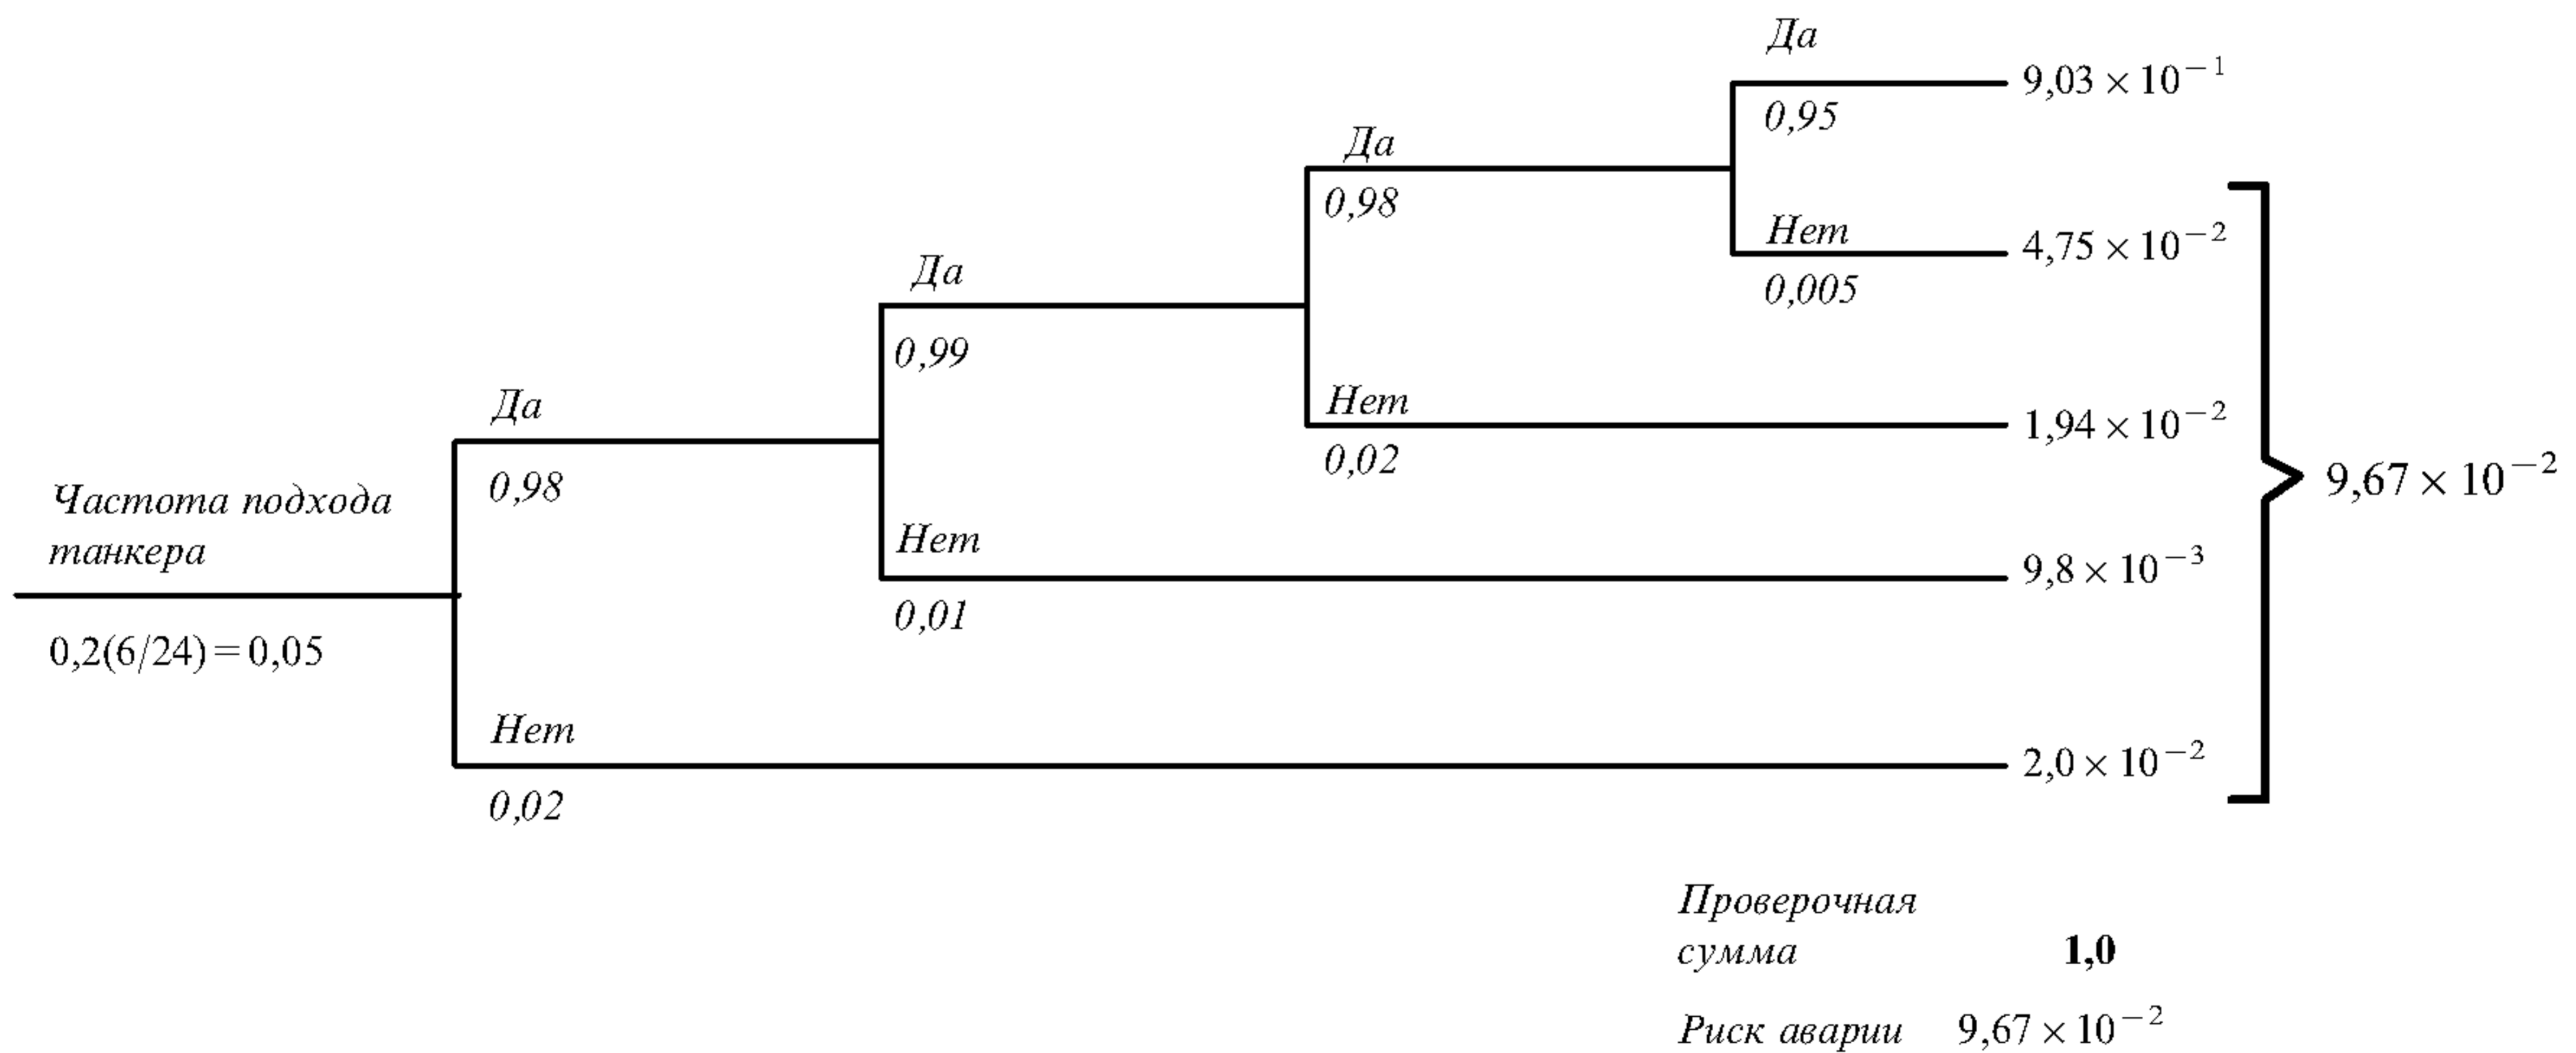 Да
9,03 × 10⁻¹
0,95
Да
0,98
Нет
4,75 × 10⁻²
0,005
Да
0,99
Нет
1,94 × 10⁻²
0,02
9,67 × 10⁻²
Да
0,98
Частота подхода
танкера
Нет
9,8 × 10⁻³
0,01
0,2(6/24) = 0,05
Нет
2,0 × 10⁻²
0,02
Проверочная
сумма 1,0
Риск аварии 9,67 × 10⁻²